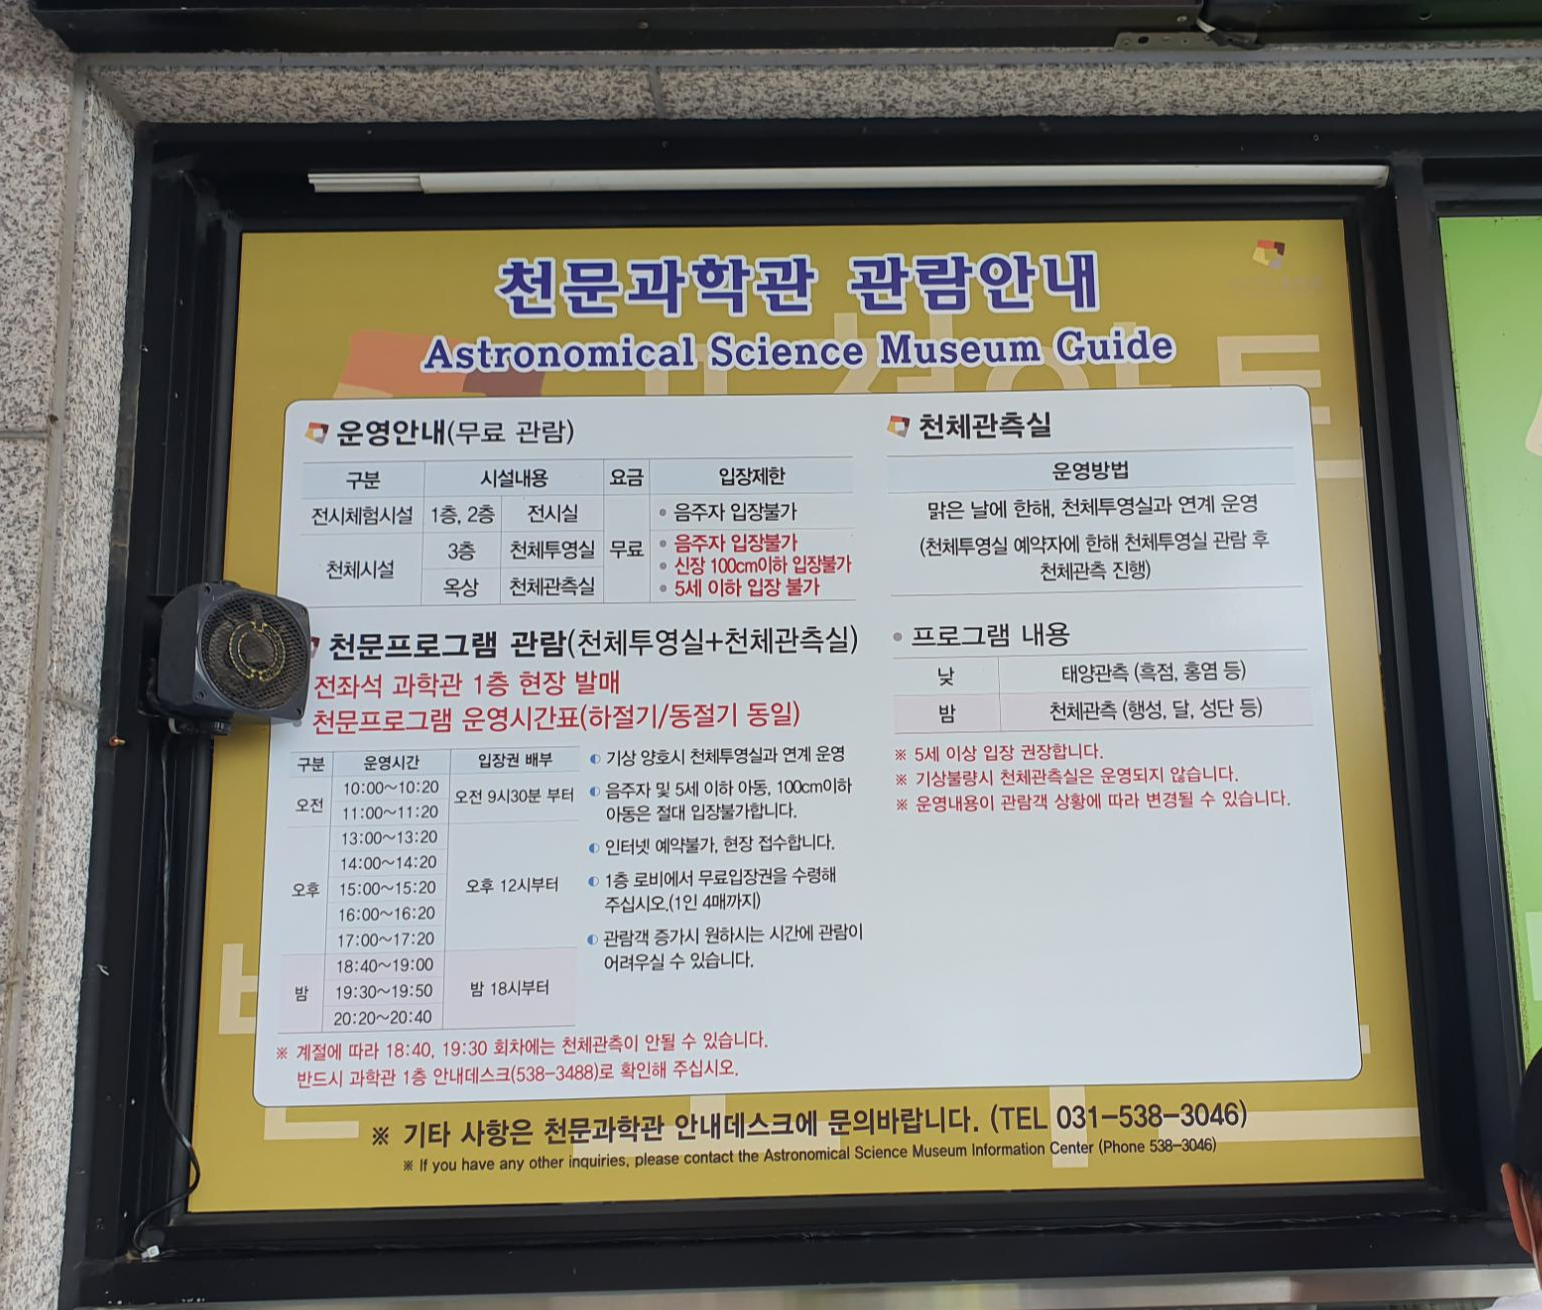 천문과학관 관람안내
Astronomical Science Museum Guide
운영안내(무료 관람)
구분 시설내용 요금 입장제한
전시체험시설 1층, 2층 전시실 무료 • 음주자 입장불가
천체시설 3층 천체투영실 • 음주자 입장불가
• 신장 100cm이하 입장불가
옥상 천체관측실 • 5세 이하 입장 불가
천문프로그램 관람(천체투영실+천체관측실)
전좌석 과학관 1층 현장 발매
천문프로그램 운영시간표(하절기/동절기 동일)
구분 운영시간 입장권 배부
오전 10:00~10:20 오전 9시30분 부터
11:00~11:20
오후 13:00~13:20 오후 12시부터
14:00~14:20
15:00~15:20
16:00~16:20
17:00~17:20
밤 18:40~19:00 밤 18시부터
19:30~19:50
20:20~20:40
기상 양호시 천체투영실과 연계 운영
음주자 및 5세 이하 아동, 100cm이하
아동은 절대 입장불가합니다.
인터넷 예약불가, 현장 접수합니다.
1층 로비에서 무료입장권을 수령해
주십시오.(1인 4매까지)
관람객 증가시 원하시는 시간에 관람이
어려우실 수 있습니다.
※ 계절에 따라 18:40, 19:30 회차에는 천체관측이 안될 수 있습니다.
반드시 과학관 1층 안내데스크(538-3488)로 확인해 주십시오.
천체관측실
운영방법
맑은 날에 한해, 천체투영실과 연계 운영
(천체투영실 예약자에 한해 천체투영실 관람 후
천체관측 진행)
• 프로그램 내용
낮 태양관측 (흑점, 홍염 등)
밤 천체관측 (행성, 달, 성단 등)
※ 5세 이상 입장 권장합니다.
※ 기상불량시 천체관측실은 운영되지 않습니다.
※ 운영내용이 관람객 상황에 따라 변경될 수 있습니다.
※ 기타 사항은 천문과학관 안내데스크에 문의바랍니다. (TEL 031-538-3046)
※ If you have any other inquiries, please contact the Astronomical Science Museum Information Center (Phone 538-3046)